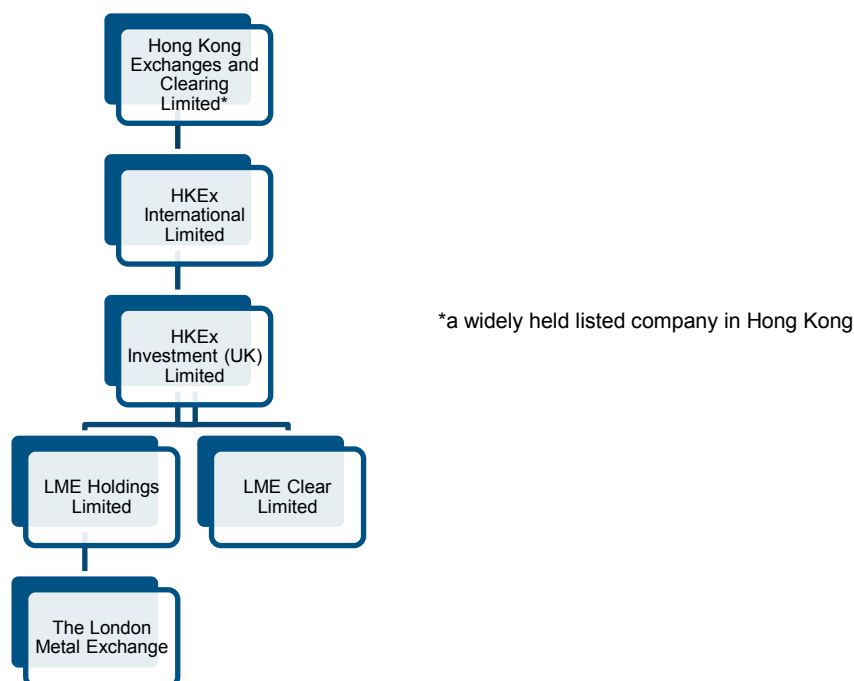 Hong Kong
Exchanges and
Clearing
Limited*
HKEx
International
Limited
HKEx
Investment (UK)
Limited
*a widely held listed company in Hong Kong
LME Holdings
Limited
LME Clear
Limited
The London
Metal Exchange